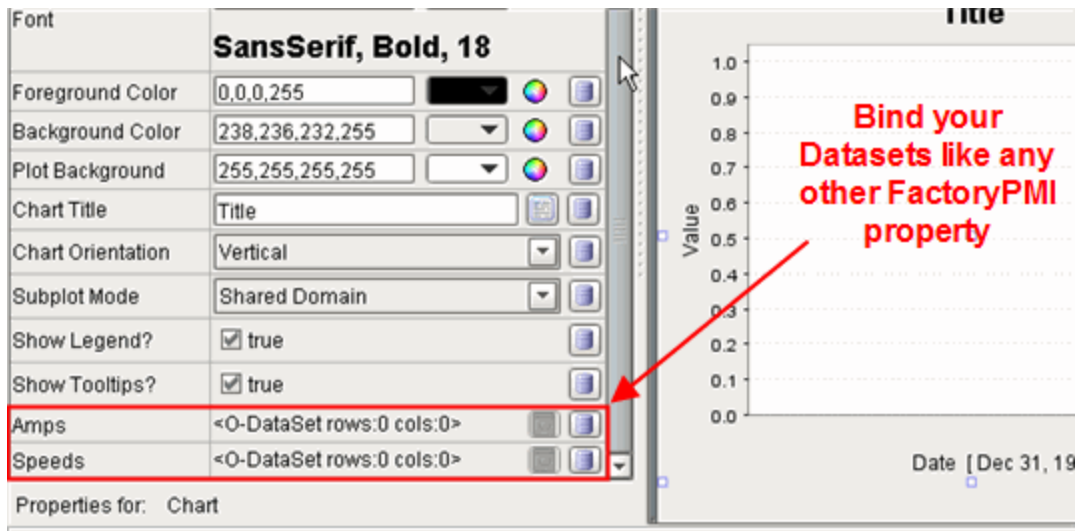 Font
SansSerif, Bold, 18
Foreground Color 0,0,0,255
Background Color 238,236,232,255
Plot Background 255,255,255,255
Chart Title Title
Chart Orientation Vertical
Subplot Mode Shared Domain
Show Legend? true
Show Tooltips? true
Amps <O-DataSet rows:0 cols:0>
Speeds <O-DataSet rows:0 cols:0>
Properties for: Chart
Title
1.0
0.9
0.8
0.7
0.6
0.5
0.4
0.3
0.2
0.1
0.0
Value
Bind your
Datasets like any
other FactoryPMI
property
Date [Dec 31, 19